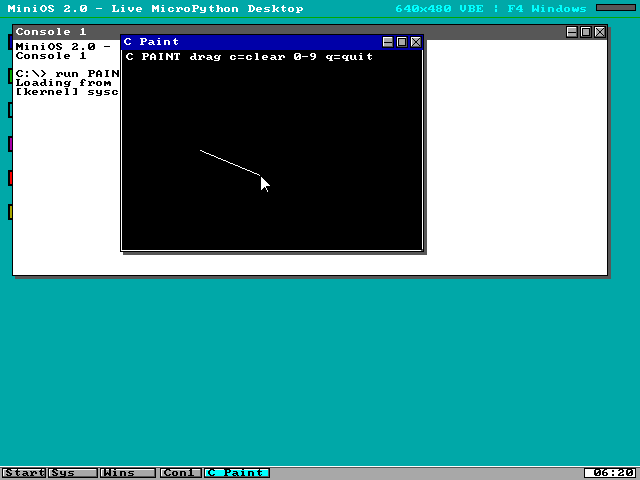 MiniOS 2.0 - Live MicroPython Desktop
640x480 VBE | F4 Windows
Console 1
MiniOS 2.0 -
Console 1
C:\> run PAIN
Loading from
[kernel] sysc
C Paint
C PAINT drag c=clear 0-9 q=quit
Start Sys Wins Con1 C Paint 06:20